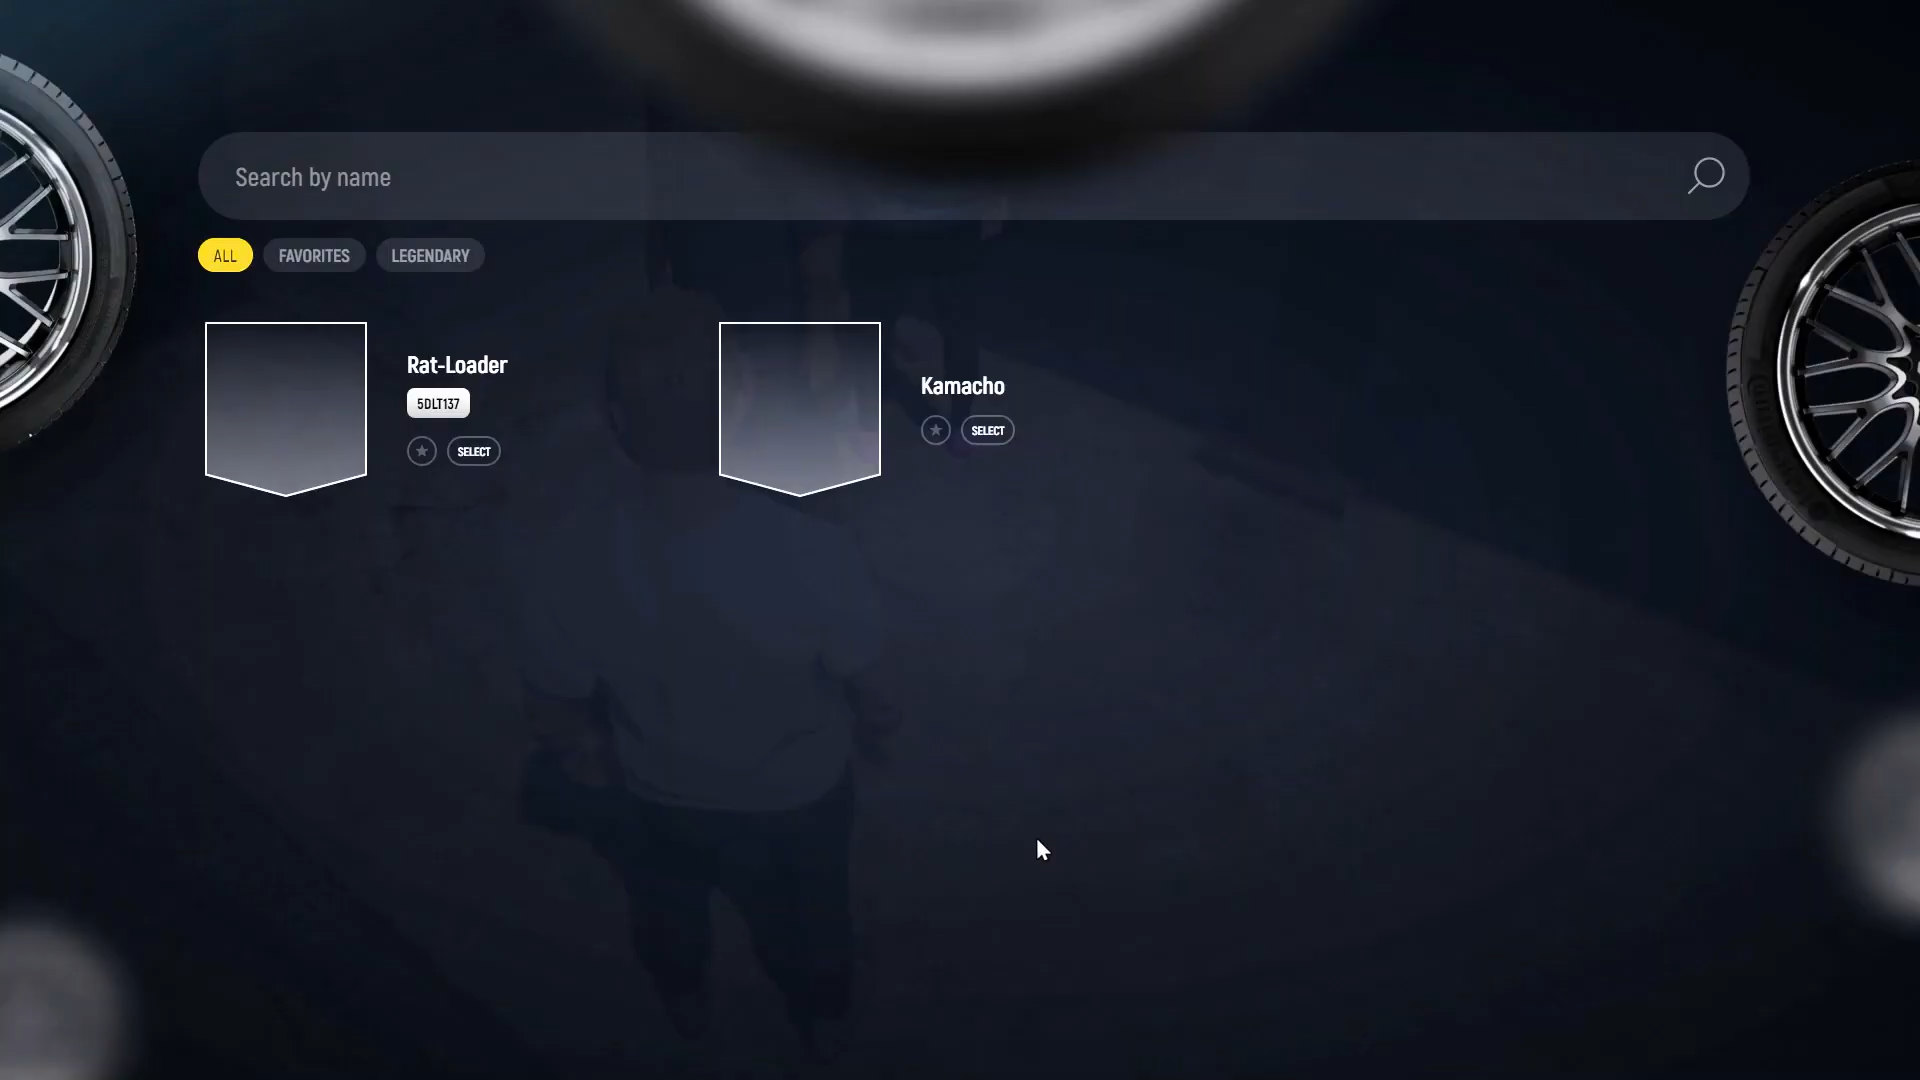 Search by name
ALL FAVORITES LEGENDARY
Rat-Loader
5DLT137
SELECT
Kamacho
SELECT